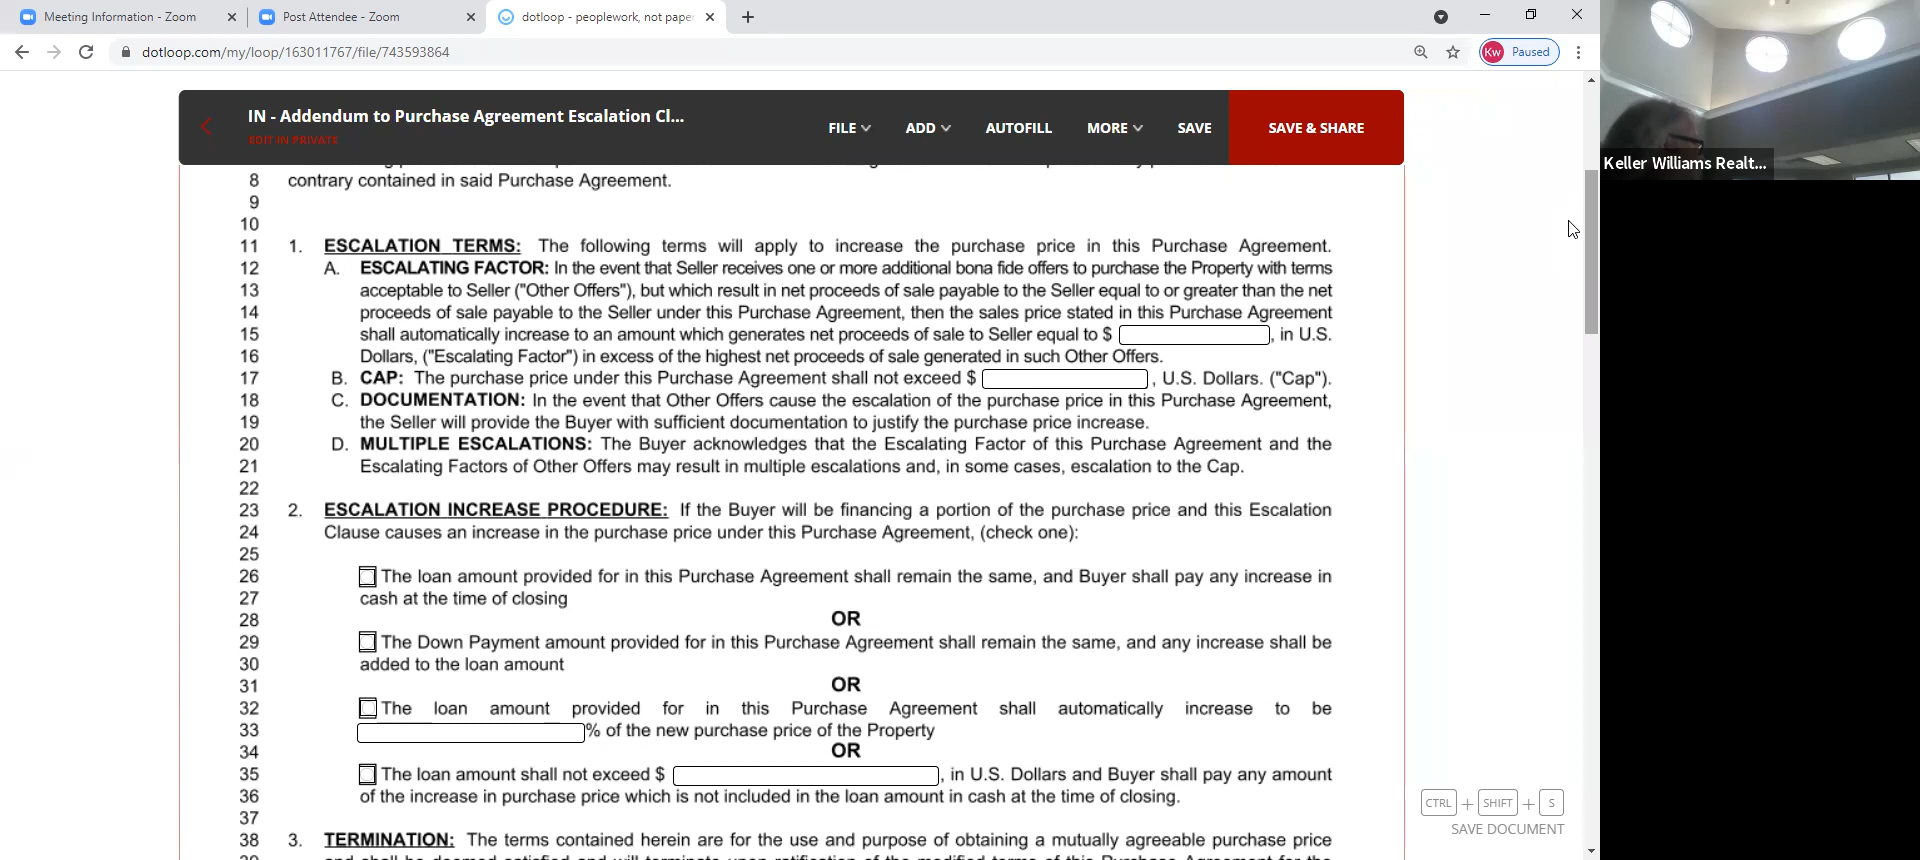 Meeting Information - Zoom
Post Attendee - Zoom
dotloop - peoplework, not pape
dotloop.com/my/loop/163011767/file/743593864
Kw Paused
IN - Addendum to Purchase Agreement Escalation Cl...
EDIT IN PRIVATE
FILE ADD AUTOFILL MORE SAVE SAVE & SHARE
Keller Williams Realt...
8 contrary contained in said Purchase Agreement.
9
10
11 1. ESCALATION TERMS: The following terms will apply to increase the purchase price in this Purchase Agreement.
12 A. ESCALATING FACTOR: In the event that Seller receives one or more additional bona fide offers to purchase the Property with terms
13 acceptable to Seller ("Other Offers"), but which result in net proceeds of sale payable to the Seller equal to or greater than the net
14 proceeds of sale payable to the Seller under this Purchase Agreement, then the sales price stated in this Purchase Agreement
15 shall automatically increase to an amount which generates net proceeds of sale to Seller equal to $ , in U.S.
16 Dollars, ("Escalating Factor") in excess of the highest net proceeds of sale generated in such Other Offers.
17 B. CAP: The purchase price under this Purchase Agreement shall not exceed $ , U.S. Dollars. ("Cap").
18 C. DOCUMENTATION: In the event that Other Offers cause the escalation of the purchase price in this Purchase Agreement,
19 the Seller will provide the Buyer with sufficient documentation to justify the purchase price increase.
20 D. MULTIPLE ESCALATIONS: The Buyer acknowledges that the Escalating Factor of this Purchase Agreement and the
21 Escalating Factors of Other Offers may result in multiple escalations and, in some cases, escalation to the Cap.
22
23 2. ESCALATION INCREASE PROCEDURE: If the Buyer will be financing a portion of the purchase price and this Escalation
24 Clause causes an increase in the purchase price under this Purchase Agreement, (check one):
25
26 The loan amount provided for in this Purchase Agreement shall remain the same, and Buyer shall pay any increase in
27 cash at the time of closing
28 OR
29 The Down Payment amount provided for in this Purchase Agreement shall remain the same, and any increase shall be
30 added to the loan amount
31 OR
32 The loan amount provided for in this Purchase Agreement shall automatically increase to be
33 % of the new purchase price of the Property
34 OR
35 The loan amount shall not exceed $ , in U.S. Dollars and Buyer shall pay any amount
36 of the increase in purchase price which is not included in the loan amount in cash at the time of closing.
37
38 3. TERMINATION: The terms contained herein are for the use and purpose of obtaining a mutually agreeable purchase price
CTRL + SHIFT + S
SAVE DOCUMENT